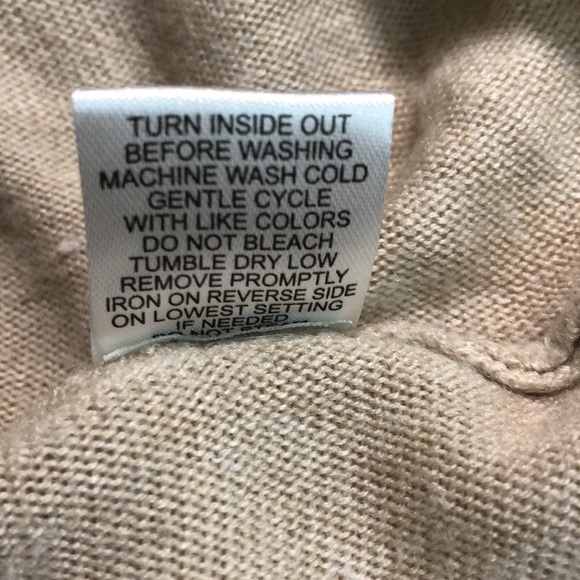 TURN INSIDE OUT
BEFORE WASHING
MACHINE WASH COLD
GENTLE CYCLE
WITH LIKE COLORS
DO NOT BLEACH
TUMBLE DRY LOW
REMOVE PROMPTLY
IRON ON REVERSE SIDE
ON LOWEST SETTING
IF NEEDED